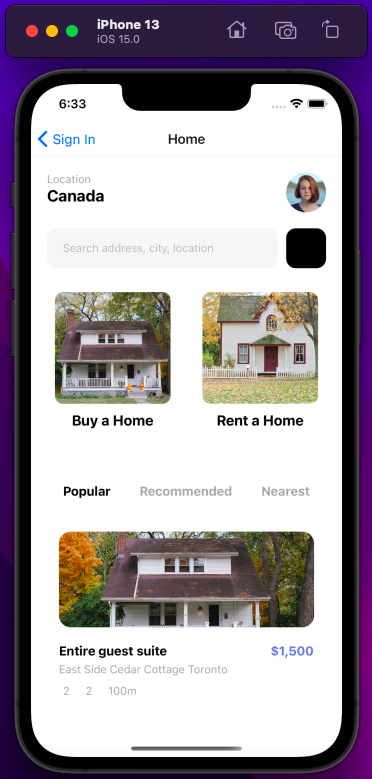 iPhone 13
iOS 15.0
6:33
Sign In
Home
Location
Canada
Search address, city, location
Buy a Home
Rent a Home
Popular Recommended Nearest
Entire guest suite $1,500
East Side Cedar Cottage Toronto
2 2 100m